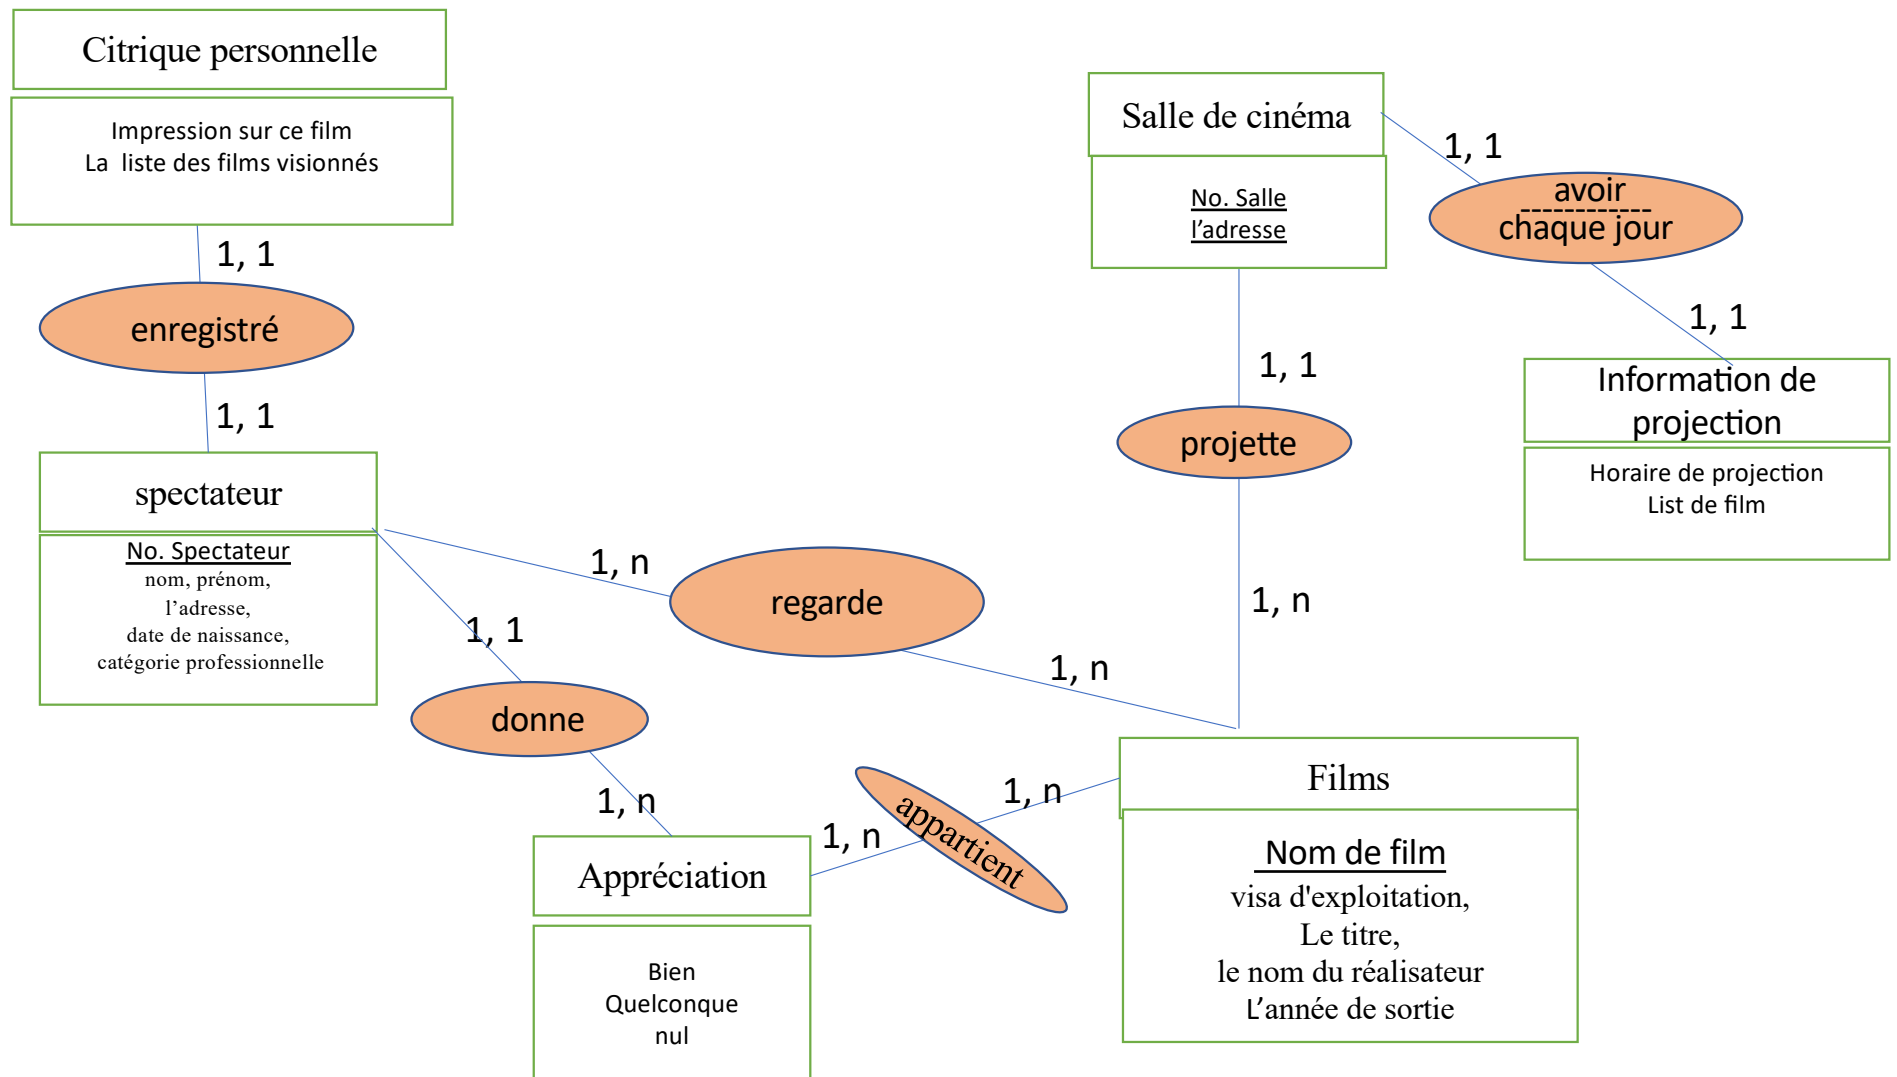 Citrique personnelle
Impression sur ce film
La liste des films visionnés
1, 1
enregistré
1, 1
spectateur
No. Spectateur
nom, prénom,
l’adresse,
date de naissance,
catégorie professionnelle
1, n
regarde
1, n
1, 1
donne
1, n
Appréciation
Bien
Quelconque
nul
1, n
appartient
1, n
Salle de cinéma
No. Salle
l’adresse
1, 1
avoir
------------
chaque jour
1, 1
Information de
projection
Horaire de projection
List de film
1, 1
projette
1, n
Films
Nom de film
visa d'exploitation,
Le titre,
le nom du réalisateur
L’année de sortie